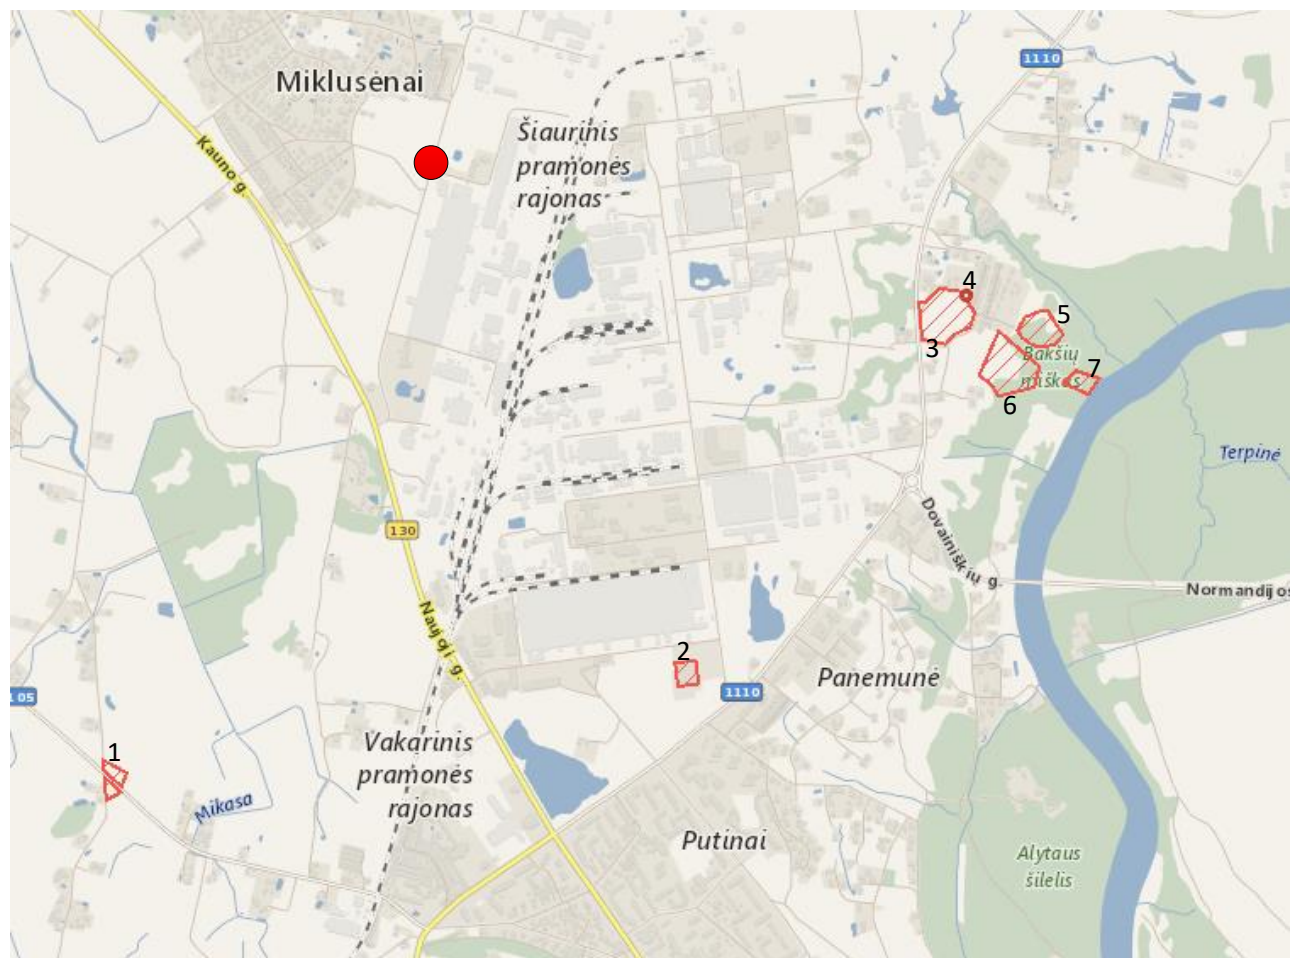 1110
Miklusėnai
Šiaurinis
pramonės
rajonas
Kauno g.
4
5
3
Bakšių
miškas
7
6
Terpinė
130
Dovainiškių g.
Normandijos
Naujoji g.
2
Panemunė
105
1110
Vakarinis
pramonės
rajonas
1
Mikasa
Putinai
Alytaus
šilelis